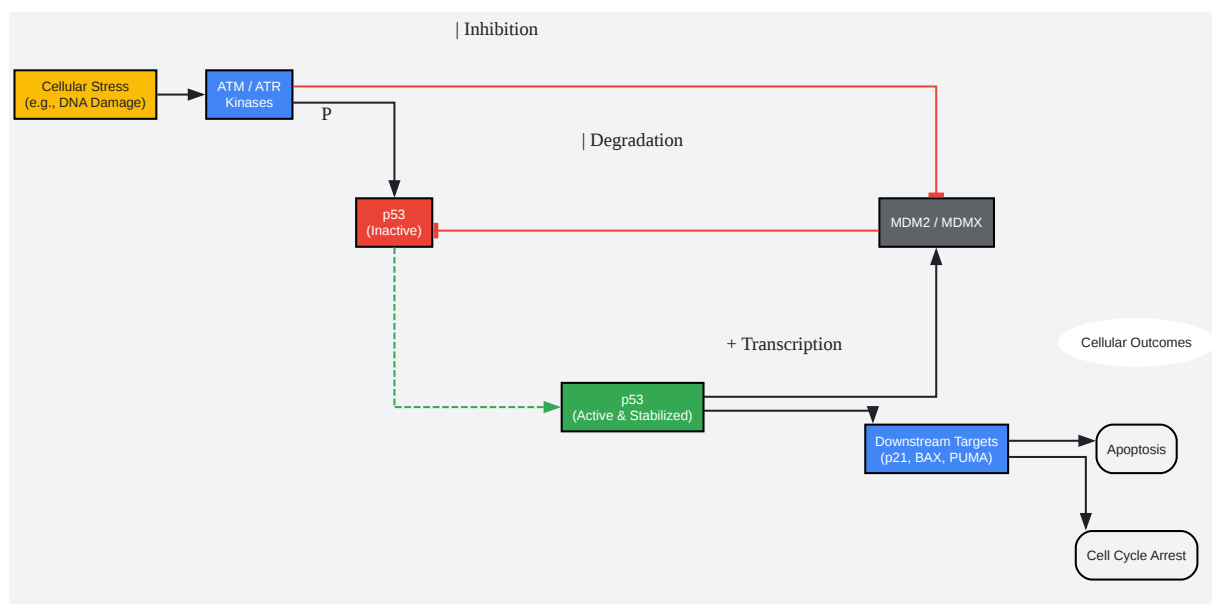 | Inhibition
Cellular Stress
(e.g., DNA Damage)
ATM / ATR
Kinases
P
| Degradation
p53
(Inactive)
MDM2 / MDMX
+ Transcription
Cellular Outcomes
p53
(Active & Stabilized)
Downstream Targets
(p21, BAX, PUMA)
Apoptosis
Cell Cycle Arrest